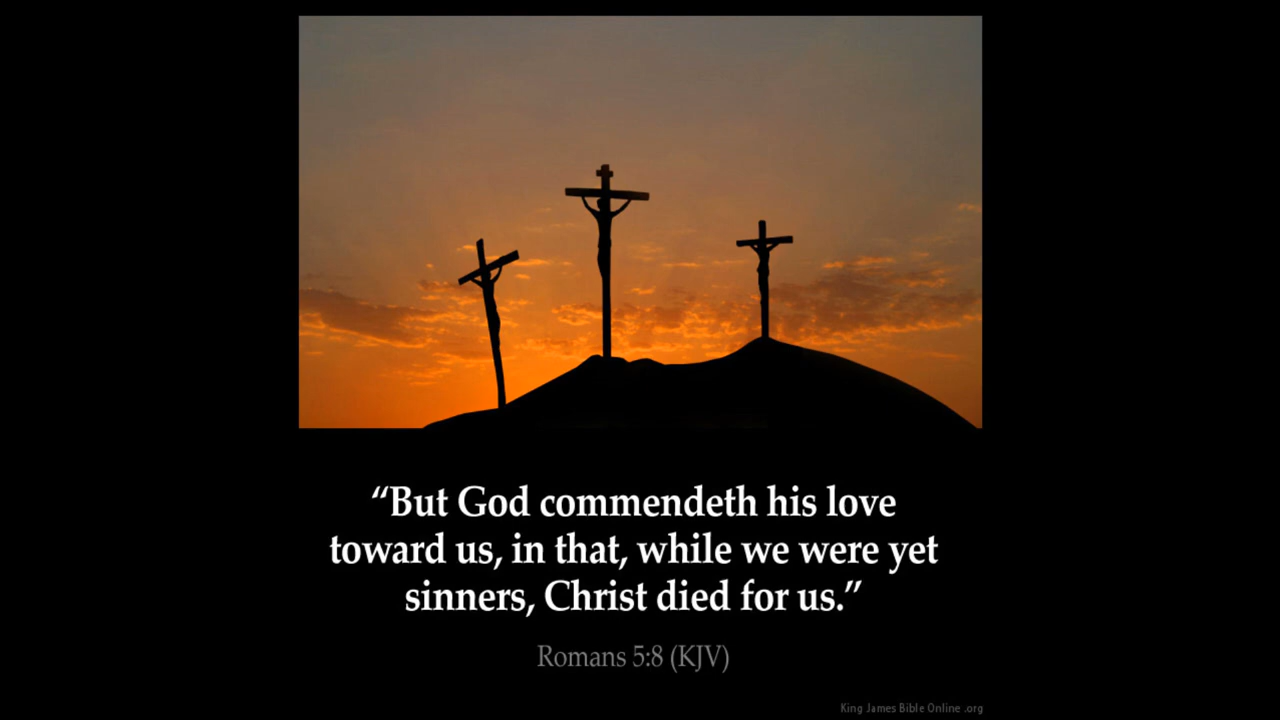 “But God commendeth his love
toward us, in that, while we were yet
sinners, Christ died for us.”
Romans 5:8 (KJV)
King James Bible Online .org